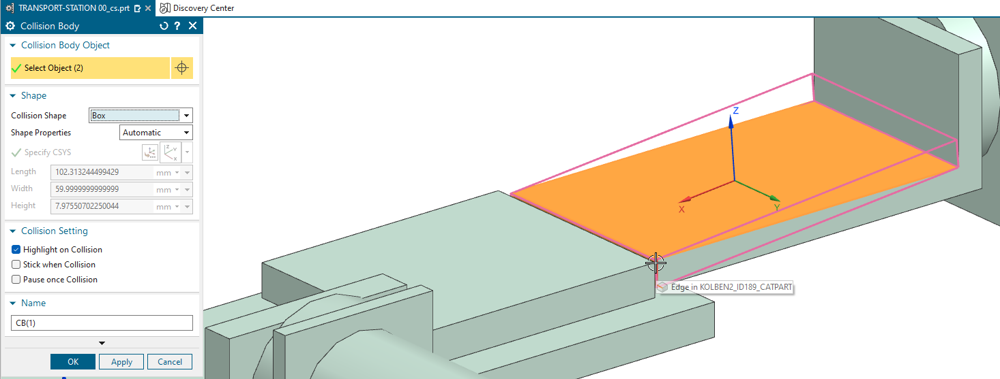 TRANSPORT-STATION 00_cs.prt
Discovery Center
Collision Body
Collision Body Object
Select Object (2)
Shape
Collision Shape Box
Shape Properties Automatic
Specify CSYS
Length 102.313244499429 mm
Width 59.9999999999999 mm
Height 7.97550702250044 mm
Collision Setting
Highlight on Collision
Stick when Collision
Pause once Collision
Name
CB(1)
OK Apply Cancel
Z
X
Y
Edge in KOLBEN2_ID189_CATPART